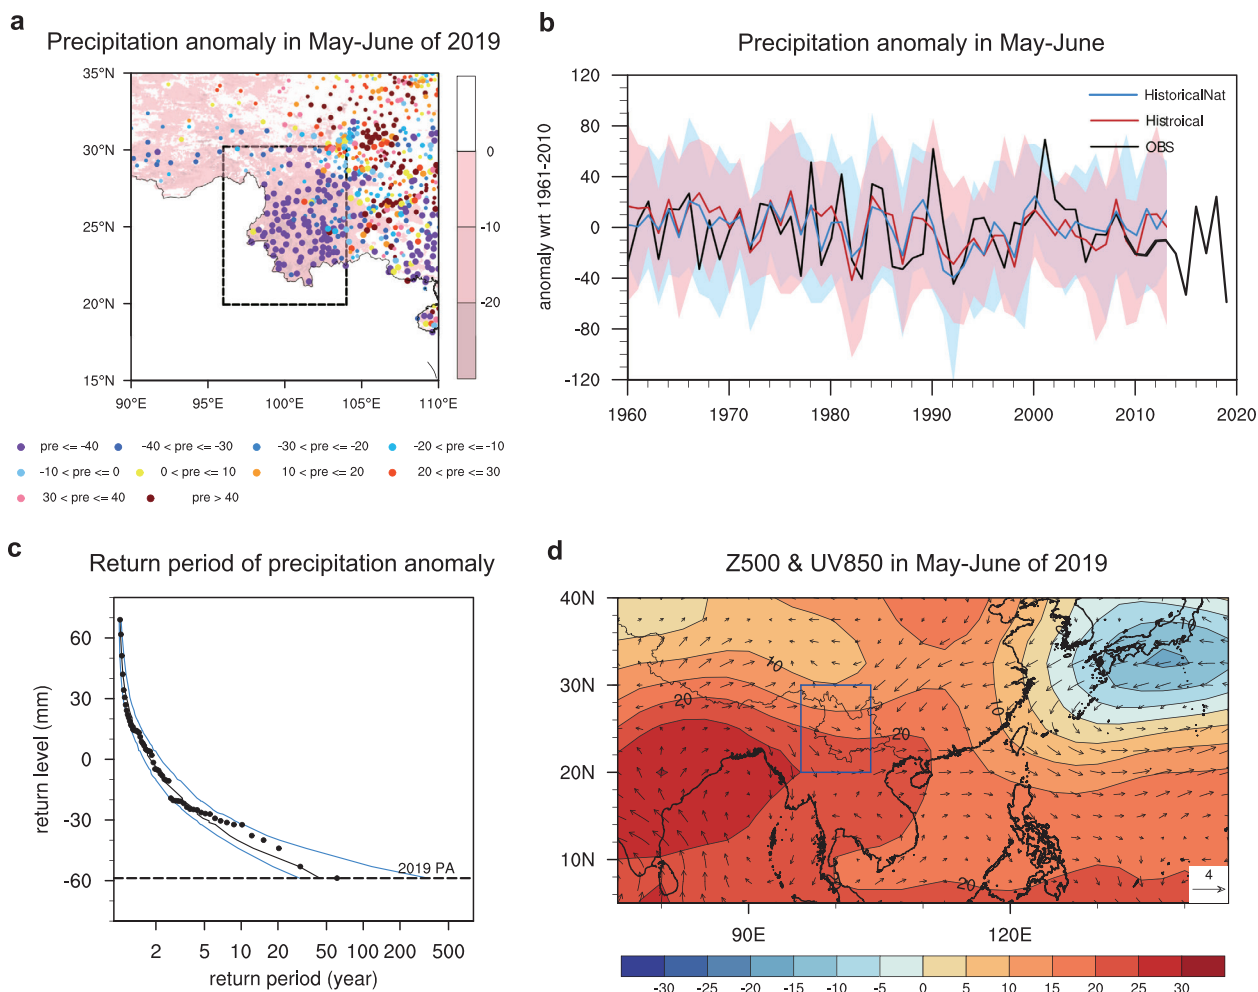 a
Precipitation anomaly in May-June of 2019
35°N
30°N
25°N
20°N
15°N
90°E 95°E 100°E 105°E 110°E
0
-10
-20
pre <= -40 -40 < pre <= -30 -30 < pre <= -20 -20 < pre <= -10
-10 < pre <= 0 0 < pre <= 10 10 < pre <= 20 20 < pre <= 30
30 < pre <= 40 pre > 40
b
Precipitation anomaly in May-June
anomaly wrt 1961-2010
120
80
40
0
-40
-80
-120
1960 1970 1980 1990 2000 2010 2020
HistoricalNat
Histroical
OBS
c
Return period of precipitation anomaly
return level (mm)
60
30
0
-30
-60
2019 PA
2 5 10 20 50 100 200 500
return period (year)
d
Z500 & UV850 in May-June of 2019
40N
30N
20N
10N
10
20
20
0
20
10
4
90E 120E
-30 -25 -20 -15 -10 -5 0 5 10 15 20 25 30